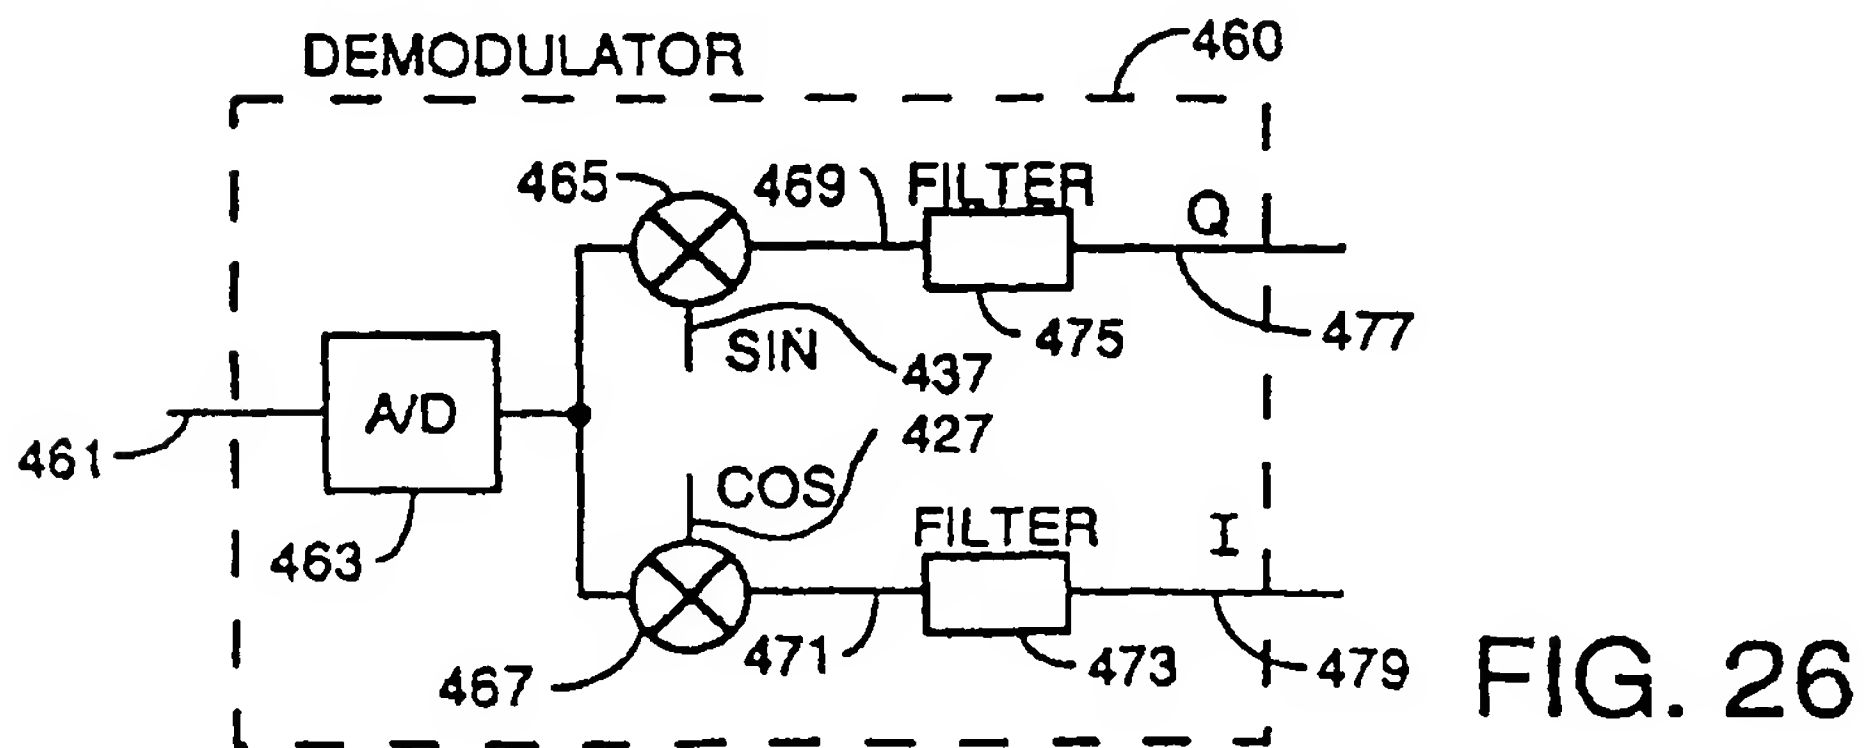 DEMODULATOR
460
465
469
FILTER
Q
SIN
475
477
437
A/D
461
427
COS
FILTER
I
463
467
471
473
479
FIG. 26